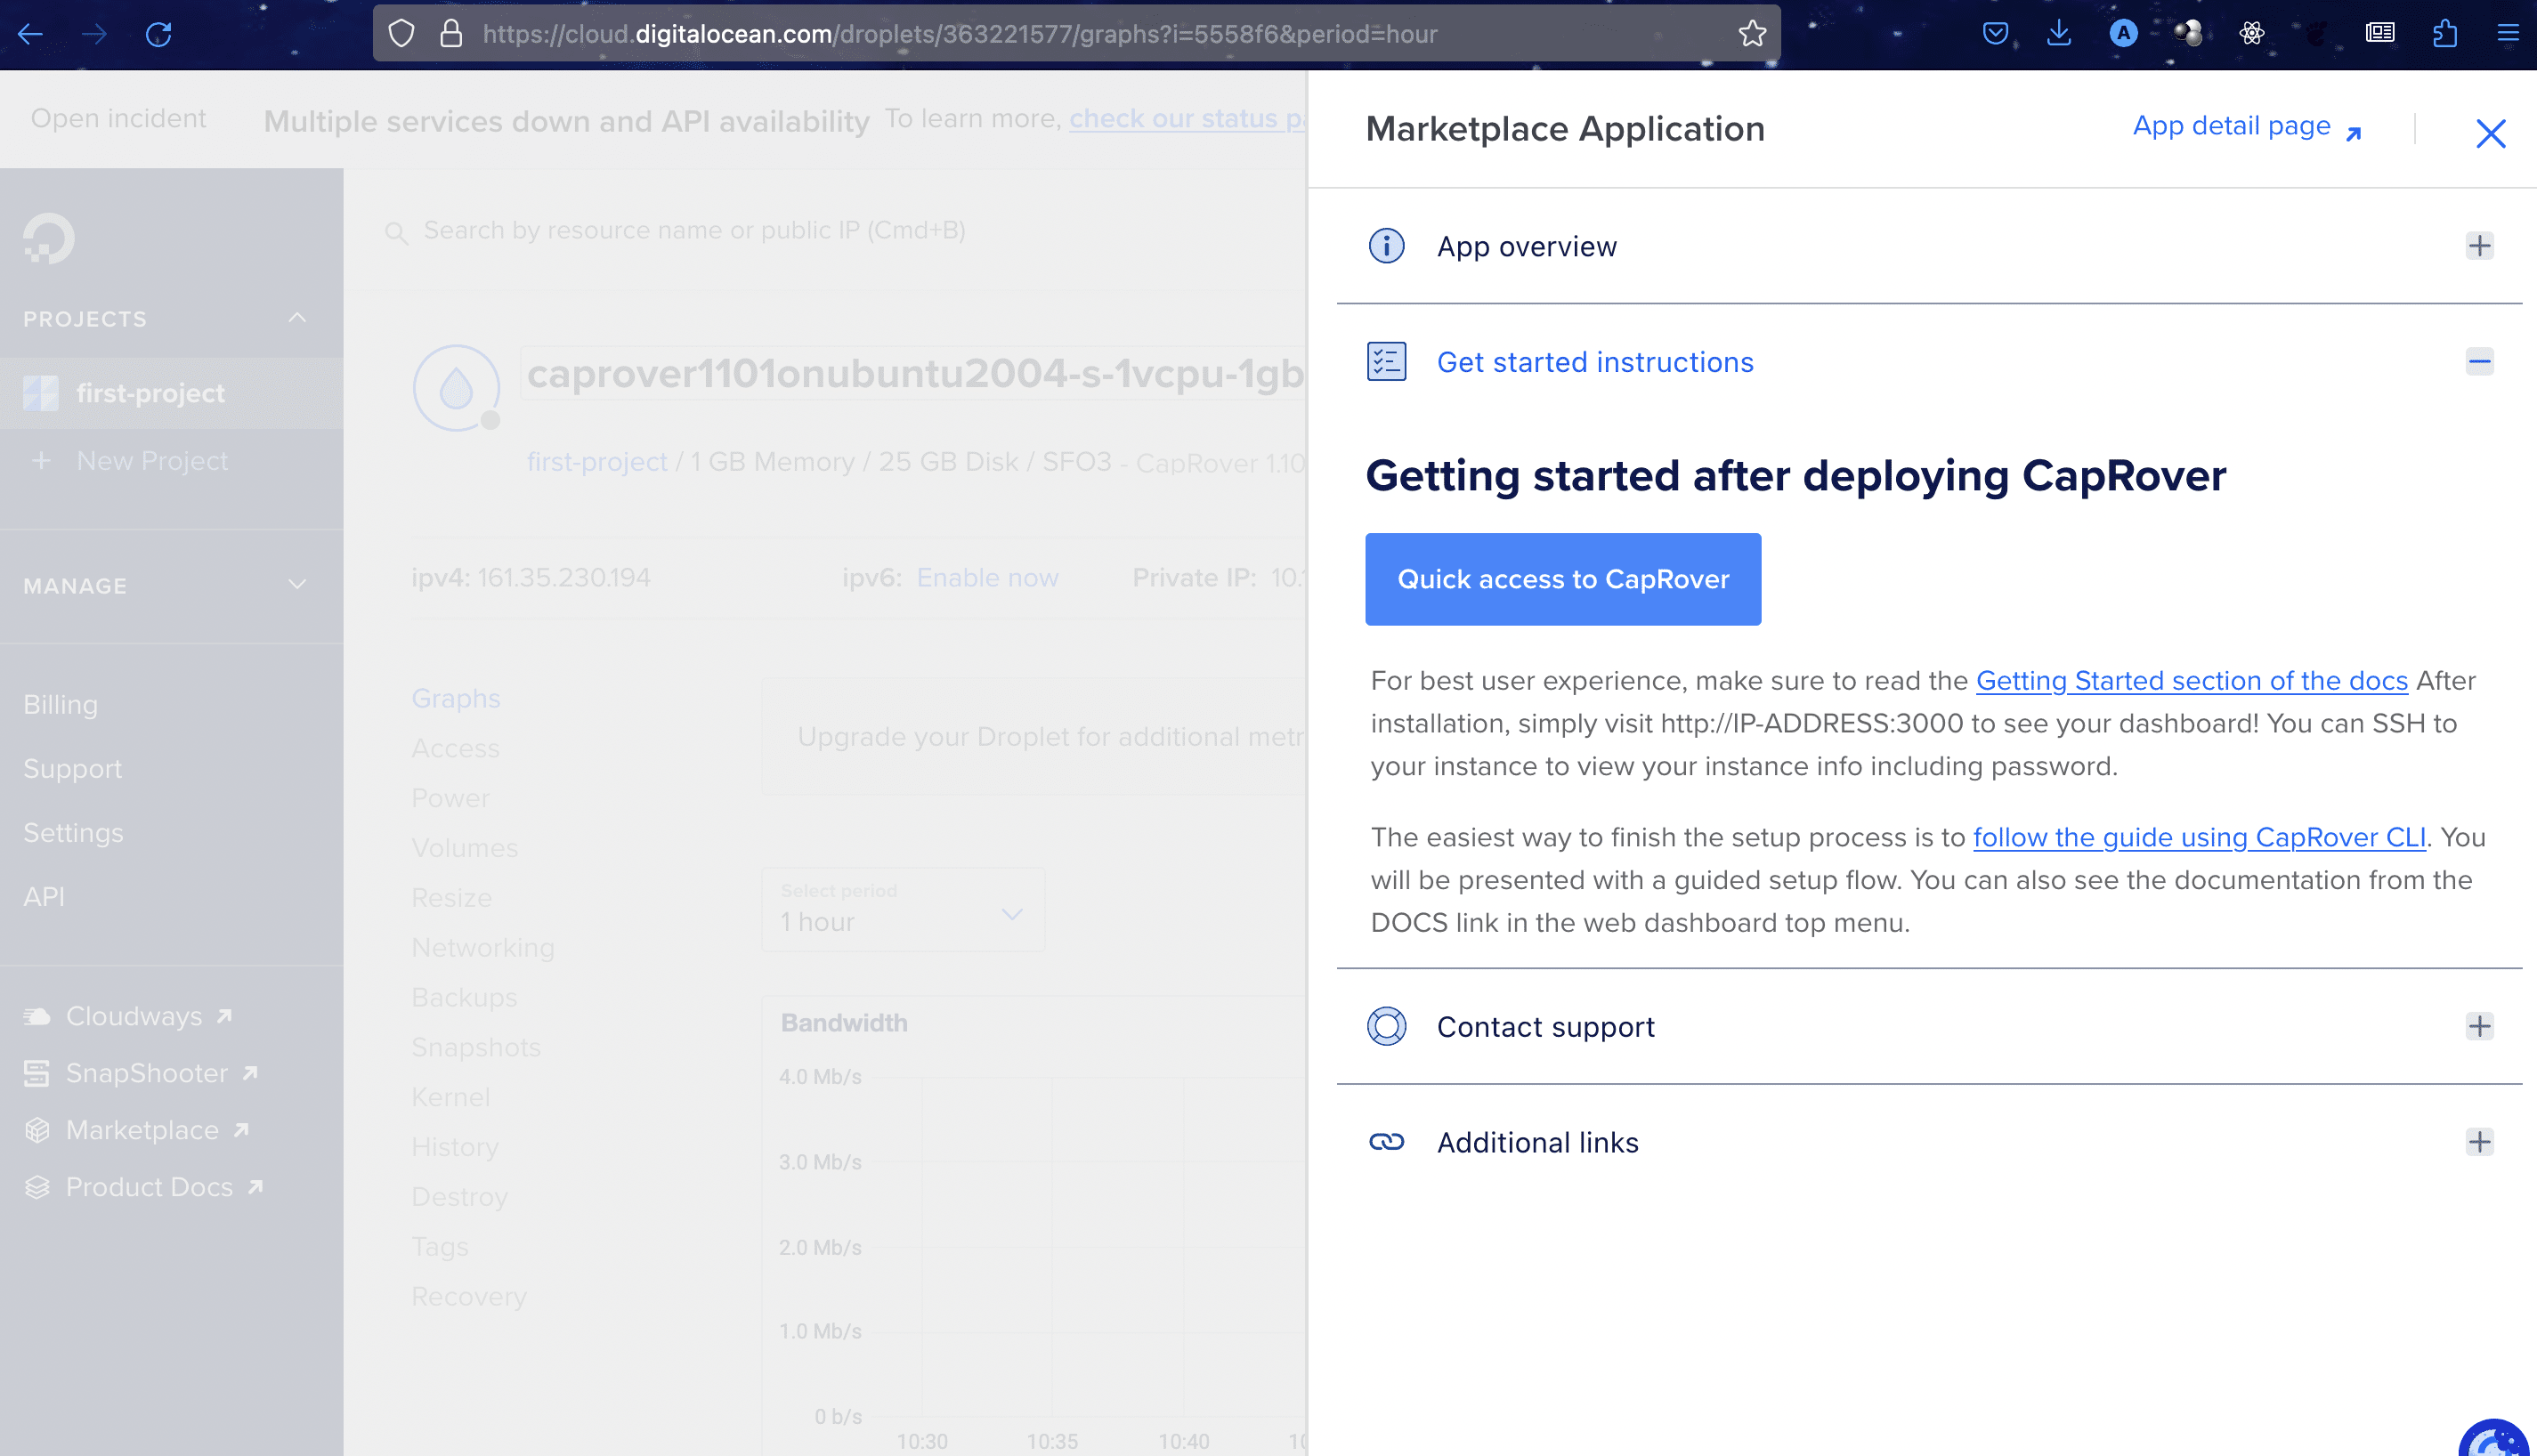 https://cloud.digitalocean.com/droplets/363221577/graphs?i=5558f6&period=hour
A
Open incident
Multiple services down and API availability To learn more, check our status pa
PROJECTS
first-project
+ New Project
MANAGE
Billing
Support
Settings
API
Cloudways
SnapShooter
Marketplace
Product Docs
Search by resource name or public IP (Cmd+B)
caprover1101onubuntu2004-s-1vcpu-1gb
first-project / 1 GB Memory / 25 GB Disk / SFO3 - CapRover 1.10
ipv4: 161.35.230.194 ipv6: Enable now Private IP: 10.1
Graphs
Access
Power
Volumes
Resize
Networking
Backups
Snapshots
Kernel
History
Destroy
Tags
Recovery
Upgrade your Droplet for additional metr
Select period
1 hour
Bandwidth
4.0 Mb/s
3.0 Mb/s
2.0 Mb/s
1.0 Mb/s
0 b/s
10:30 10:35 10:40 10
Marketplace Application
App detail page
App overview
Get started instructions
Getting started after deploying CapRover
Quick access to CapRover
For best user experience, make sure to read the Getting Started section of the docs After
installation, simply visit http://IP-ADDRESS:3000 to see your dashboard! You can SSH to
your instance to view your instance info including password.
The easiest way to finish the setup process is to follow the guide using CapRover CLI. You
will be presented with a guided setup flow. You can also see the documentation from the
DOCS link in the web dashboard top menu.
Contact support
Additional links